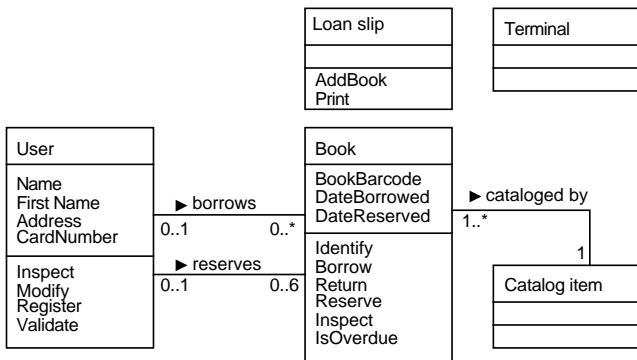 Loan slip
AddBook
Print
Terminal
User
Name
First Name
Address
CardNumber
Inspect
Modify
Register
Validate
▶ borrows
0..1
0..*
▶ reserves
0..1
0..6
Book
BookBarcode
DateBorrowed
DateReserved
Identify
Borrow
Return
Reserve
Inspect
IsOverdue
▶ cataloged by
1..*
1
Catalog item